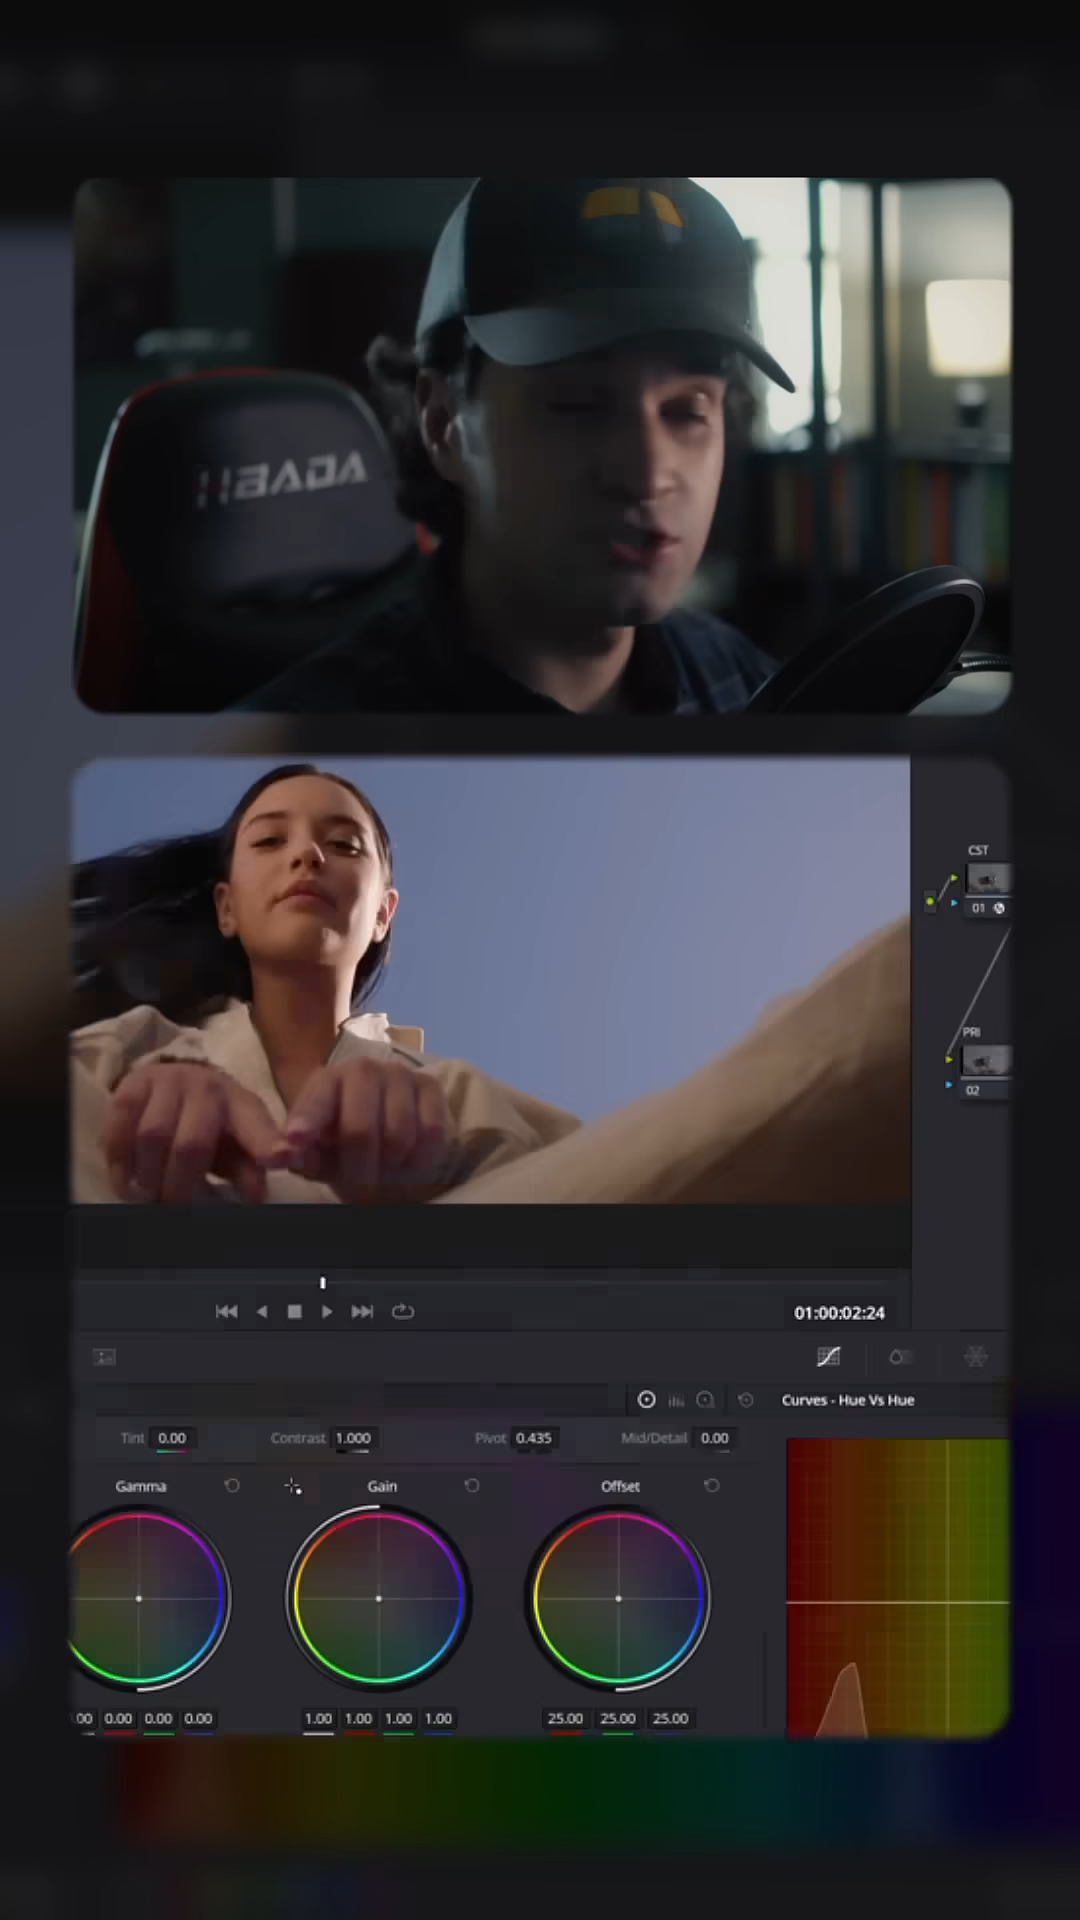 HBADA
CST
01
PRI
02
01:00:02:24
Curves - Hue Vs Hue
Tint 0.00 Contrast 1.000 Pivot 0.435 Mid/Detail 0.00
Gamma Gain Offset
0.00 0.00 0.00 1.00 1.00 1.00 1.00 25.00 25.00 25.00